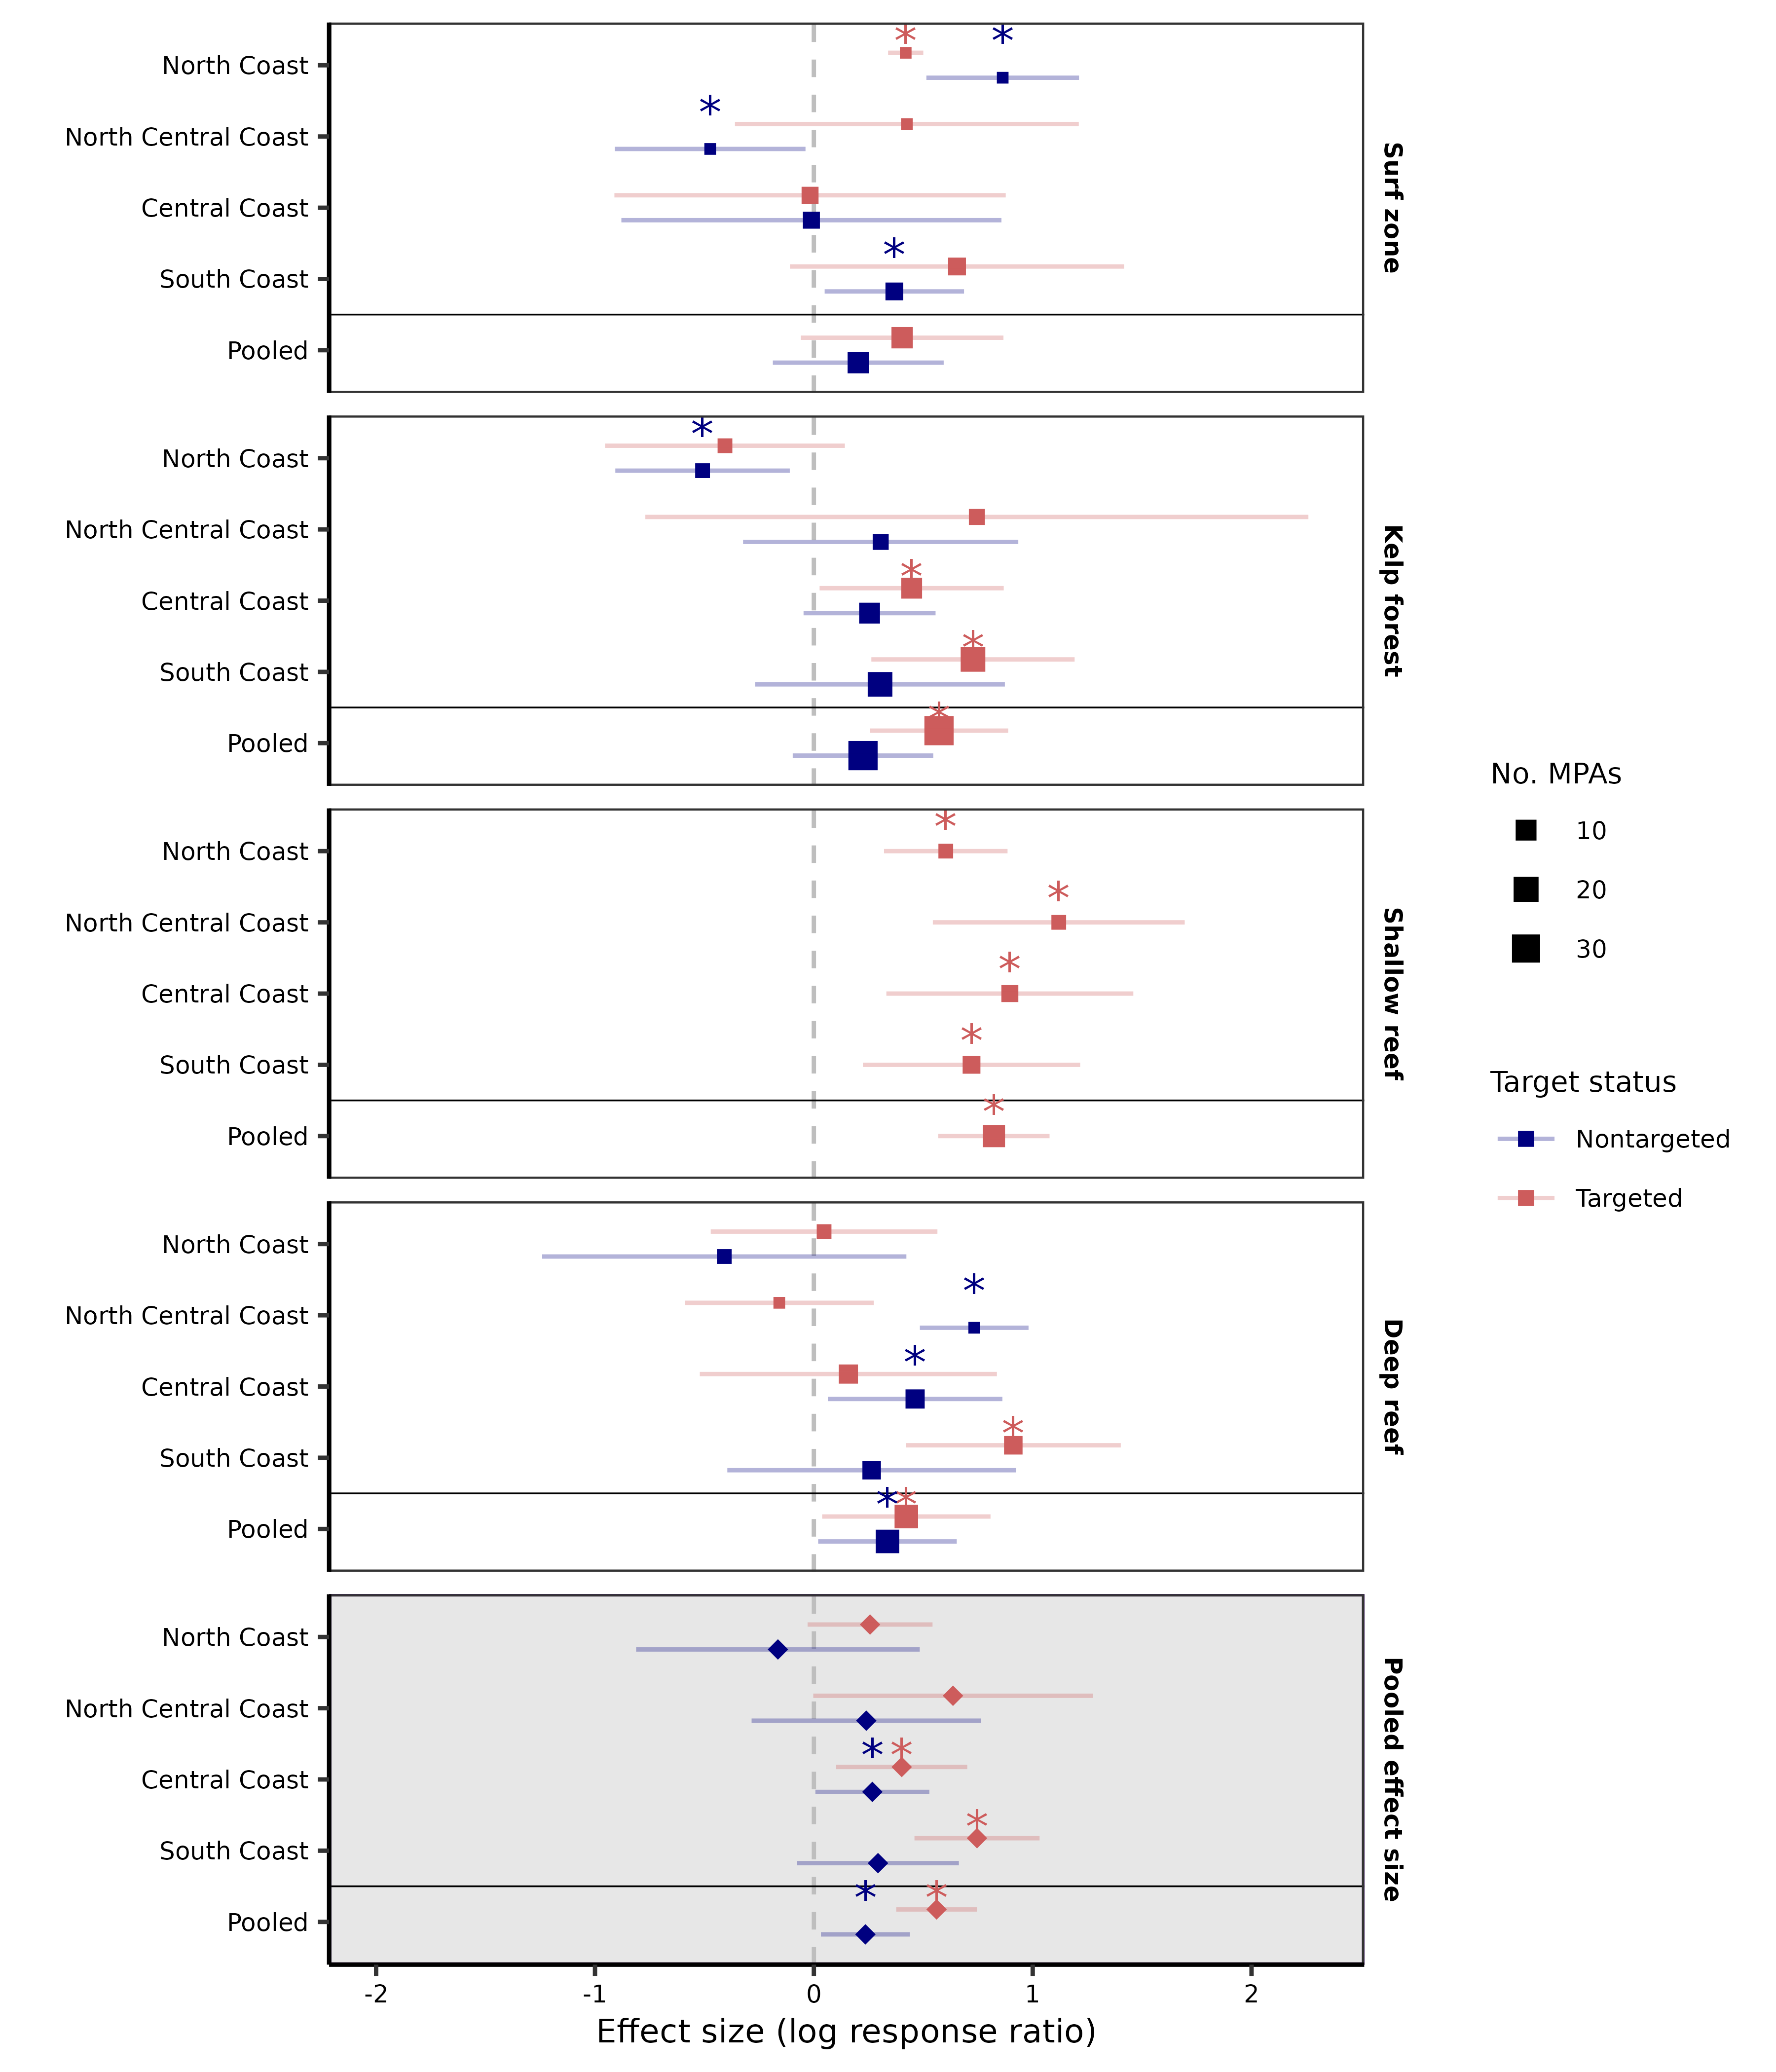 North Coast
North Central Coast
Central Coast
South Coast
Pooled
Surf zone
North Coast
North Central Coast
Central Coast
South Coast
Pooled
Kelp forest
North Coast
North Central Coast
Central Coast
South Coast
Pooled
Shallow reef
North Coast
North Central Coast
Central Coast
South Coast
Pooled
Deep reef
North Coast
North Central Coast
Central Coast
South Coast
Pooled
Pooled effect size
-2 -1 0 1 2
Effect size (log response ratio)
No. MPAs
10
20
30
Target status
Nontargeted
Targeted